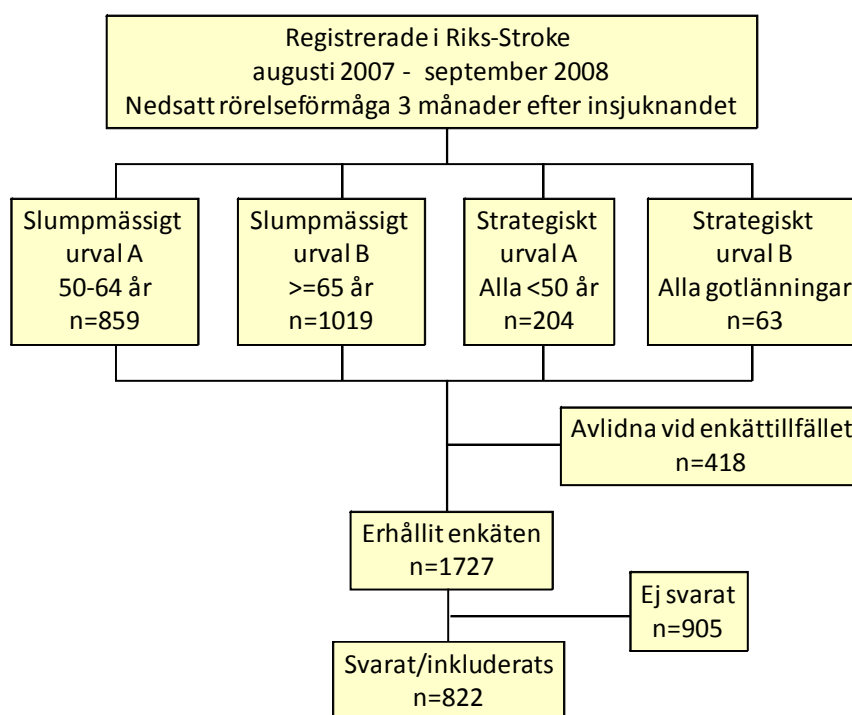 Registrerade i Riks-Stroke
augusti 2007 - september 2008
Nedsatt rörelseförmåga 3 månader efter insjuknandet
Slumpmässigt
urval A
50-64 år
n=859
Slumpmässigt
urval B
>=65 år
n=1019
Strategiskt
urval A
Alla <50 år
n=204
Strategiskt
urval B
Alla gotlänningar
n=63
Avlidna vid enkättillfället
n=418
Erhållit enkäten
n=1727
Ej svarat
n=905
Svarat/inkluderats
n=822